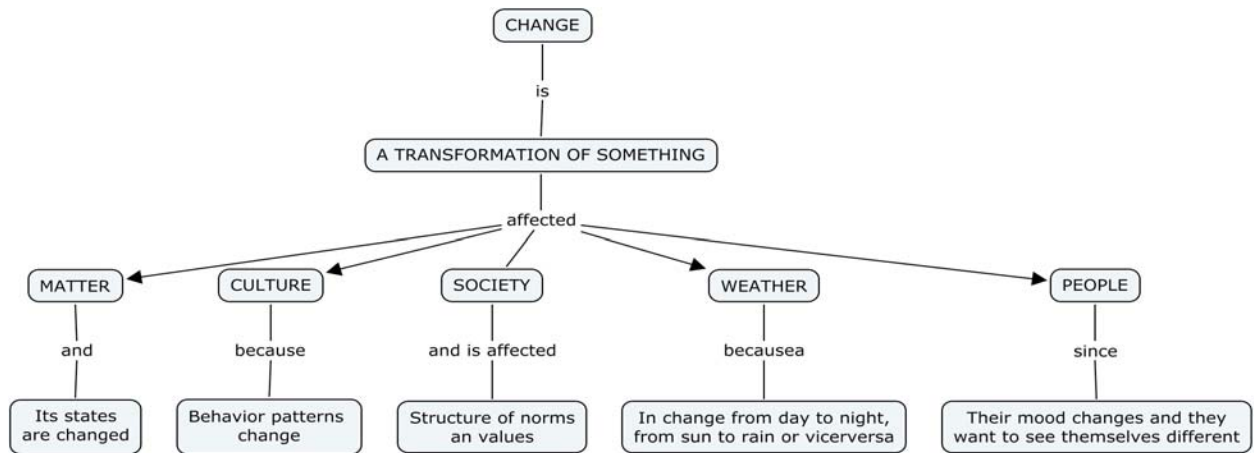 CHANGE
is
A TRANSFORMATION OF SOMETHING
affected
MATTER
CULTURE
SOCIETY
WEATHER
PEOPLE
and
because
and is affected
becausea
since
Its states
are changed
Behavior patterns
change
Structure of norms
an values
In change from day to night,
from sun to rain or vicerversa
Their mood changes and they
want to see themselves different